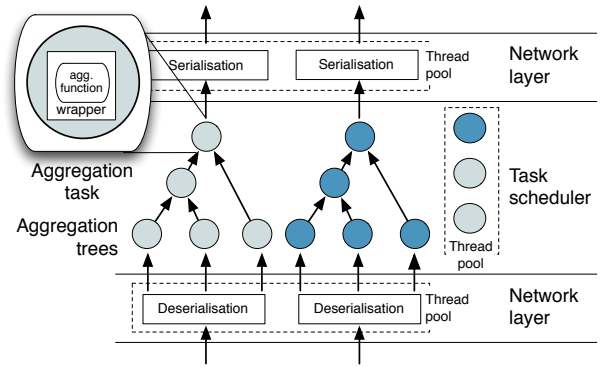 Serialisation
Serialisation
Thread
pool
Network
layer
agg.
function
wrapper
Aggregation
task
Aggregation
trees
Task
scheduler
Thread
pool
Deserialisation
Deserialisation
Thread
pool
Network
layer